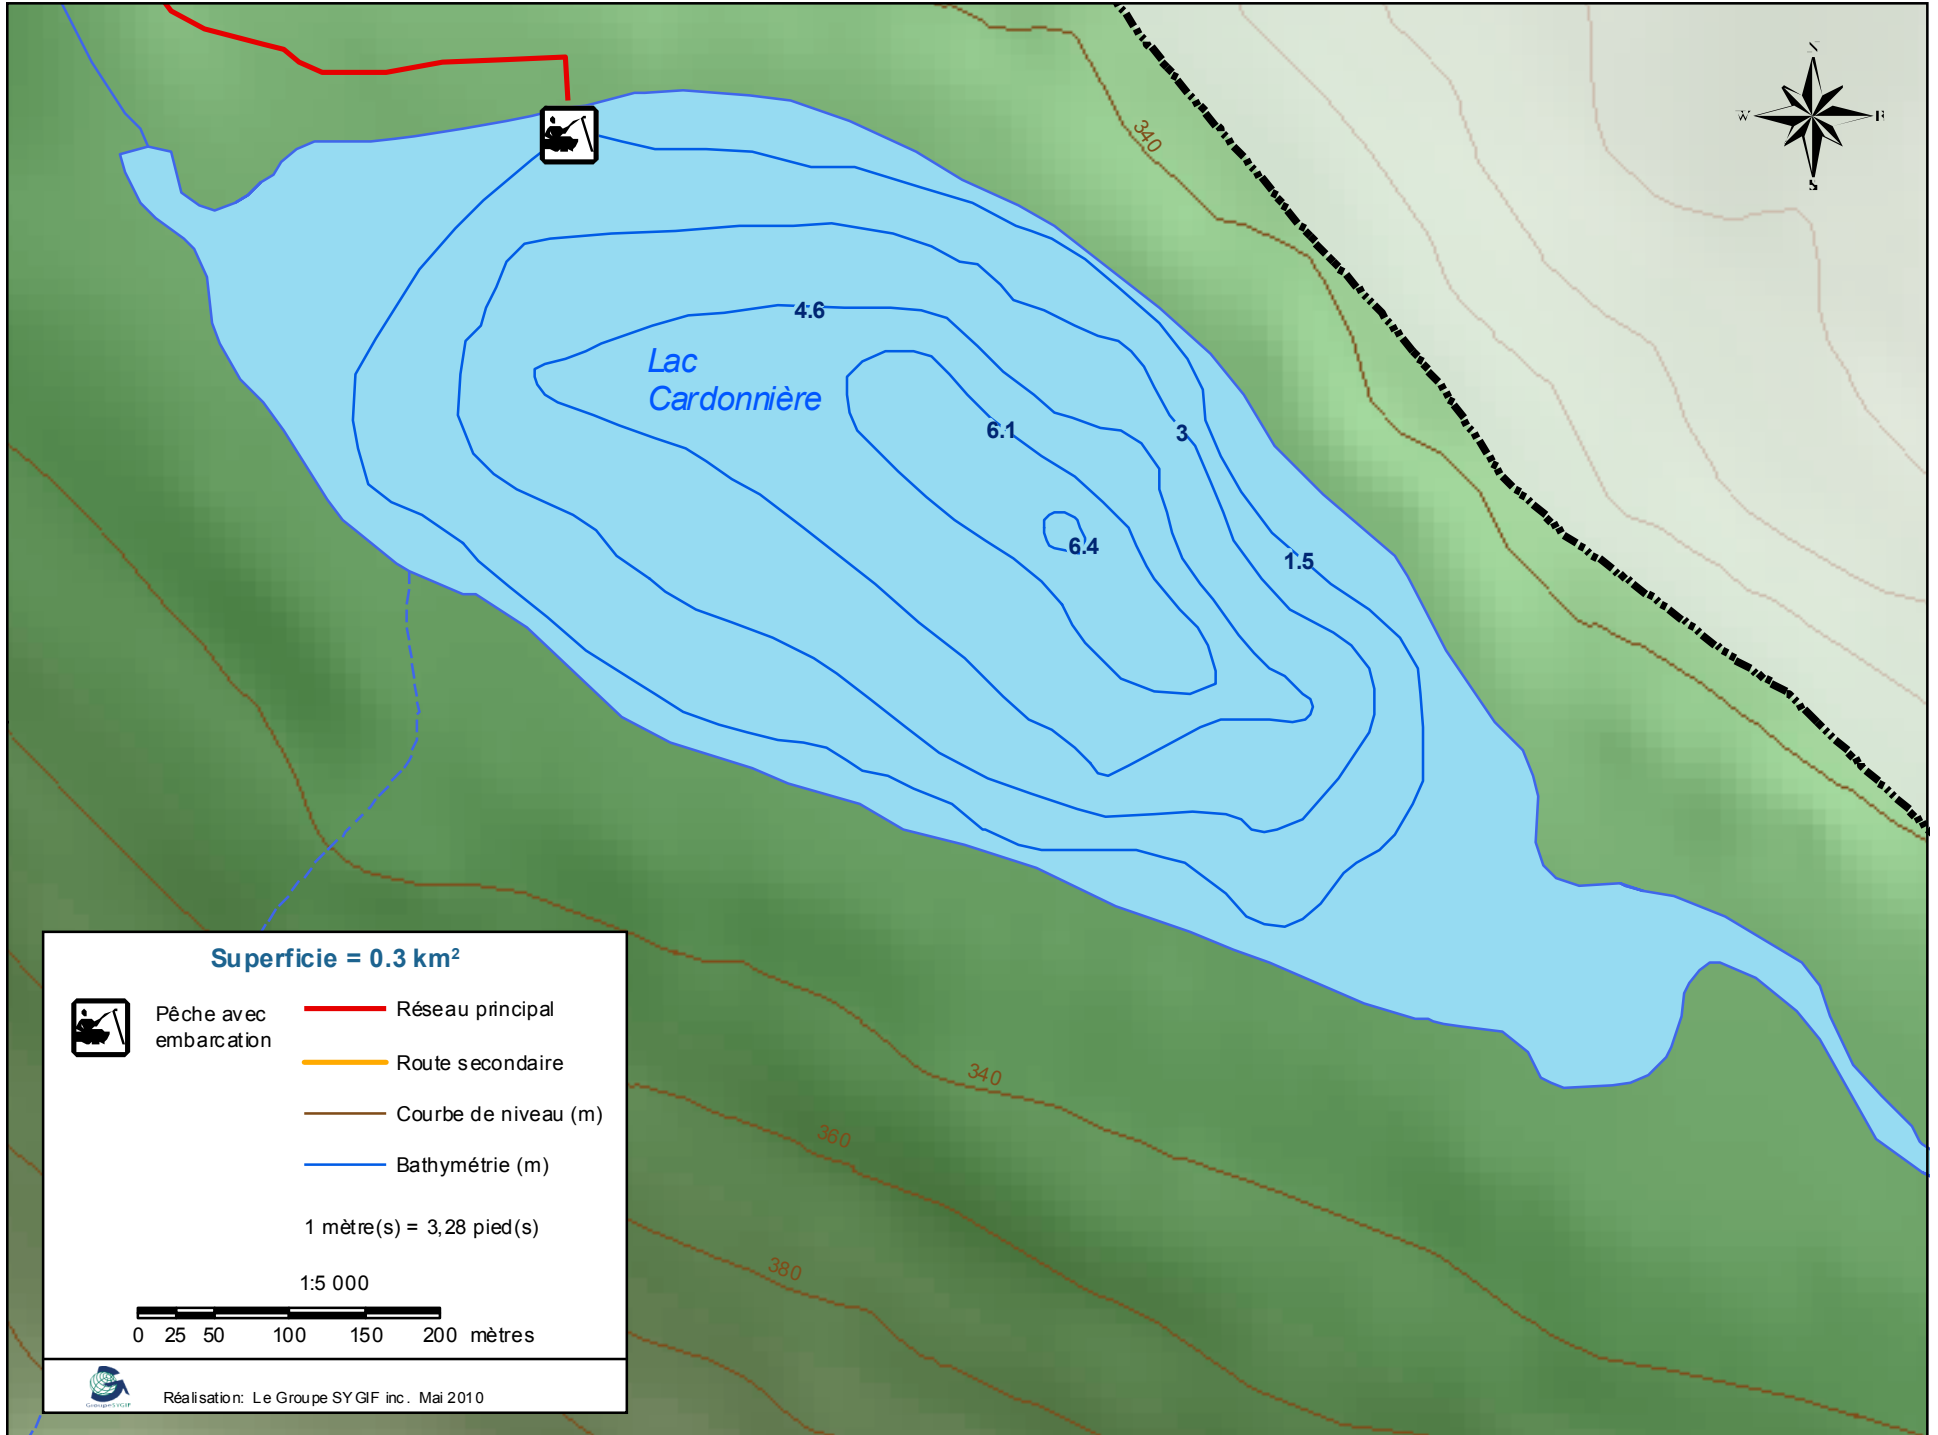 N
W
S
340
4.6
Lac
Cardonnière
6.1
3
6.4
1.5
340
360
380
Superficie = 0.3 km²
Pêche avec
embarcation
Réseau principal
Route secondaire
Courbe de niveau (m)
Bathymétrie (m)
1 mètre(s) = 3,28 pied(s)
1:5 000
0 25 50 100 150 200 mètres
GroupeSYGIF
Réalisation: Le Groupe SYGIF inc. Mai 2010